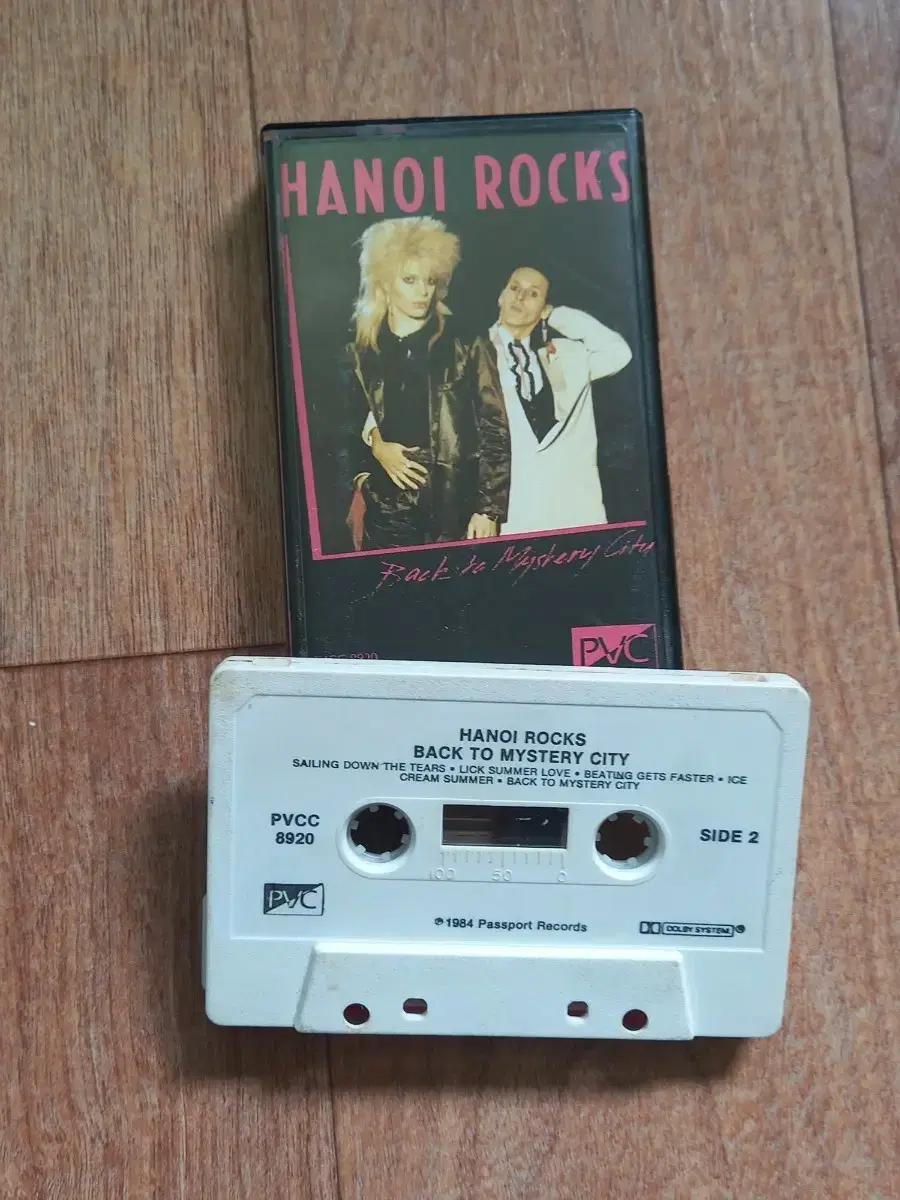 HANOI ROCKS
Back to Mystery City
PVC
HANOI ROCKS
BACK TO MYSTERY CITY
SAILING DOWN THE TEARS • LICK SUMMER LOVE • BEATING GETS FASTER • ICE
CREAM SUMMER • BACK TO MYSTERY CITY
PVCC
8920
SIDE 2
100 50 0
PVC
℗ 1984 Passport Records
DOLBY SYSTEM